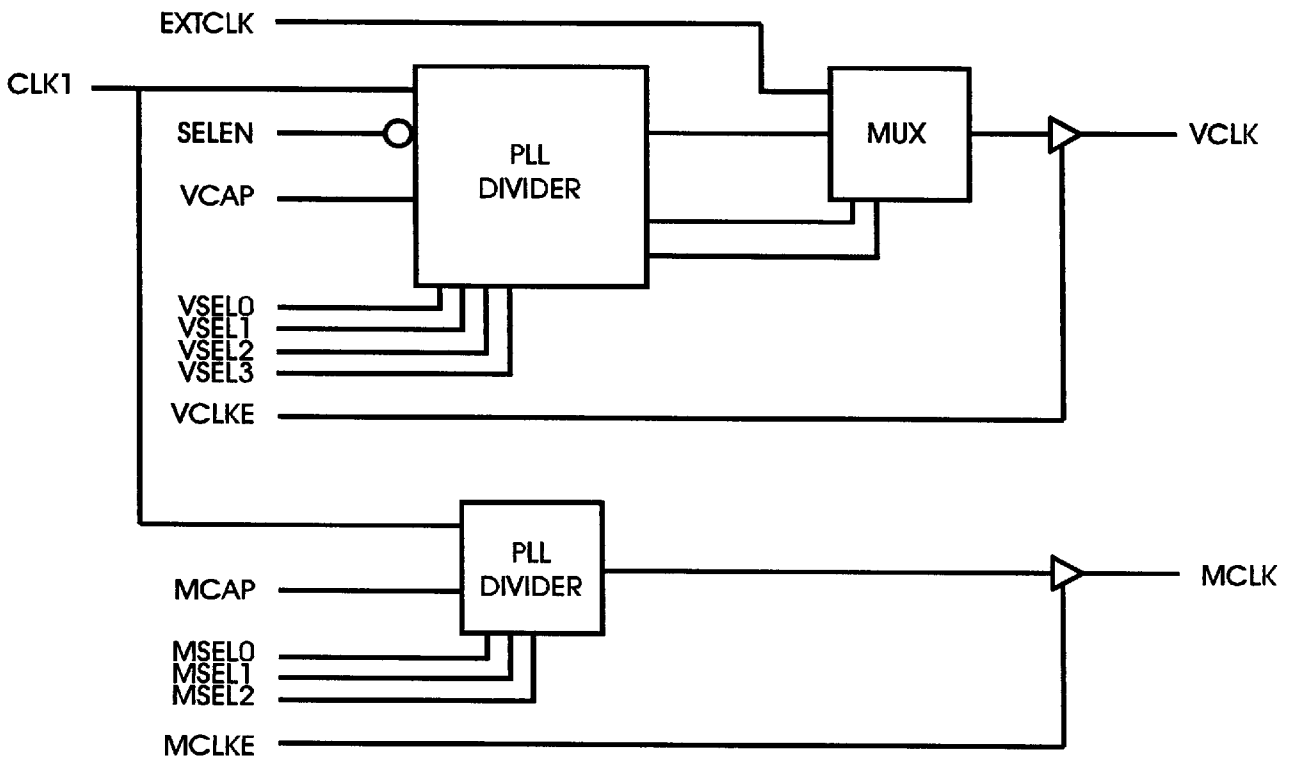 EXTCLK
CLK1
SELEN
VCAP
PLL
DIVIDER
MUX
VCLK
VSEL0
VSEL1
VSEL2
VSEL3
VCLKE
PLL
DIVIDER
MCAP
MCLK
MSEL0
MSEL1
MSEL2
MCLKE